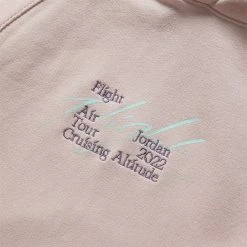 Flight
Air Jordan
Tour 2022
Cruising Altitude